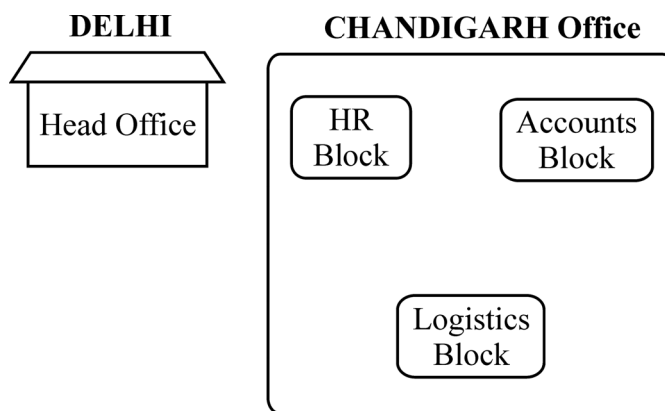 DELHI
CHANDIGARH Office
Head Office
HR
Block
Accounts
Block
Logistics
Block